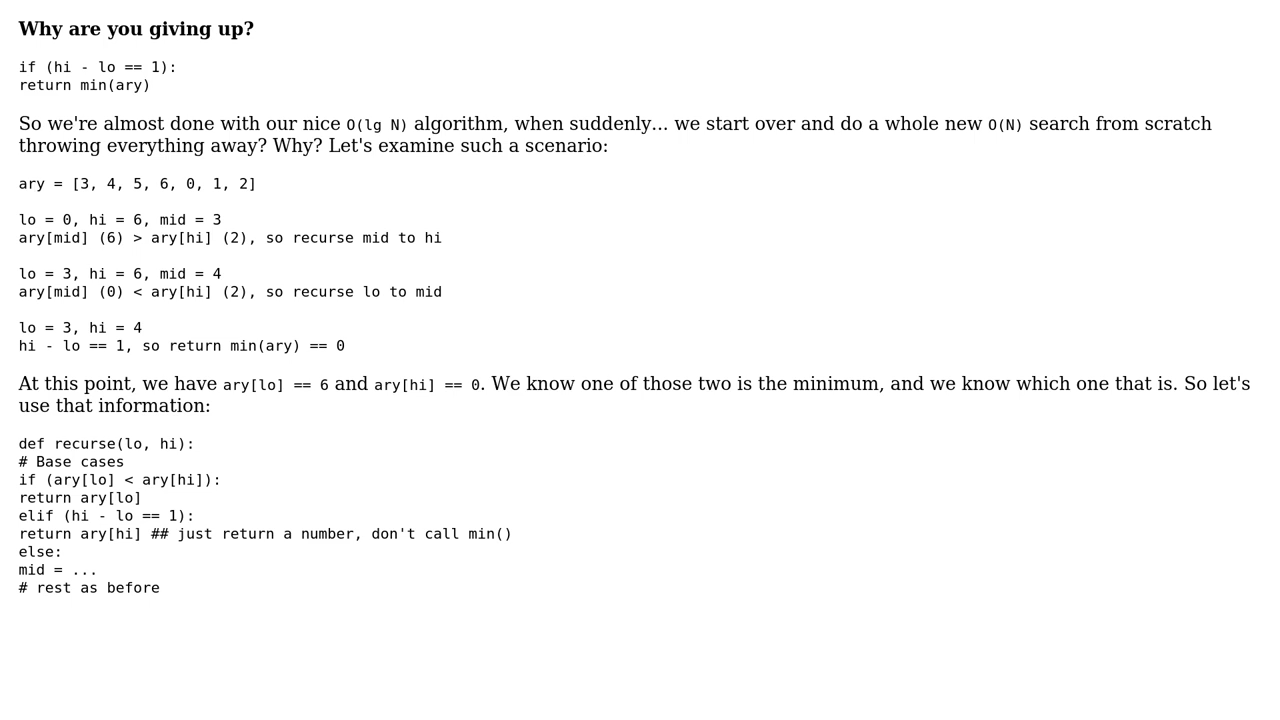 Why are you giving up?
if (hi - lo == 1):
return min(ary)
So we're almost done with our nice O(lg N) algorithm, when suddenly... we start over and do a whole new O(N) search from scratch
throwing everything away? Why? Let's examine such a scenario:
ary = [3, 4, 5, 6, 0, 1, 2]
lo = 0, hi = 6, mid = 3
ary[mid] (6) > ary[hi] (2), so recurse mid to hi
lo = 3, hi = 6, mid = 4
ary[mid] (0) < ary[hi] (2), so recurse lo to mid
lo = 3, hi = 4
hi - lo == 1, so return min(ary) == 0
At this point, we have ary[lo] == 6 and ary[hi] == 0. We know one of those two is the minimum, and we know which one that is. So let's
use that information:
def recurse(lo, hi):
# Base cases
if (ary[lo] < ary[hi]):
return ary[lo]
elif (hi - lo == 1):
return ary[hi] ## just return a number, don't call min()
else:
mid = ...
# rest as before